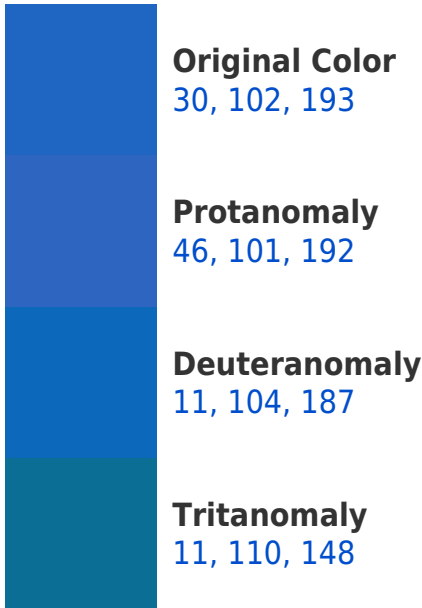 Original Color
30, 102, 193
Protanomaly
46, 101, 192
Deuteranomaly
11, 104, 187
Tritanomaly
11, 110, 148